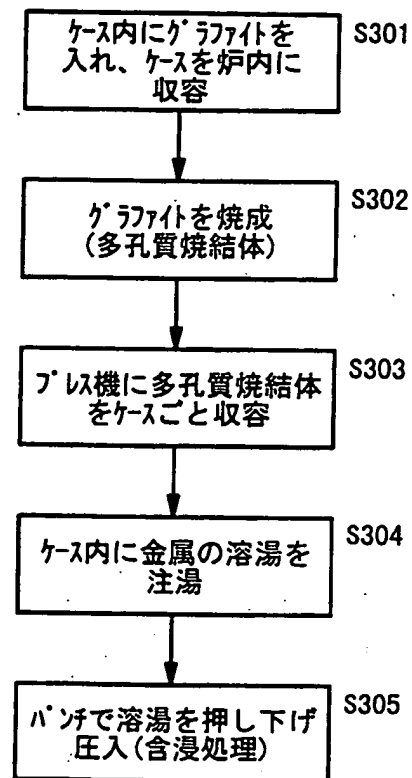 ケース内にグラファイトを
入れ、ケースを炉内に
収容
S301
グラファイトを焼成
(多孔質焼結体)
S302
プレス機に多孔質焼結体
をケースごと収容
S303
ケース内に金属の溶湯を
注湯
S304
パンチで溶湯を押し下げ
圧入(含浸処理)
S305